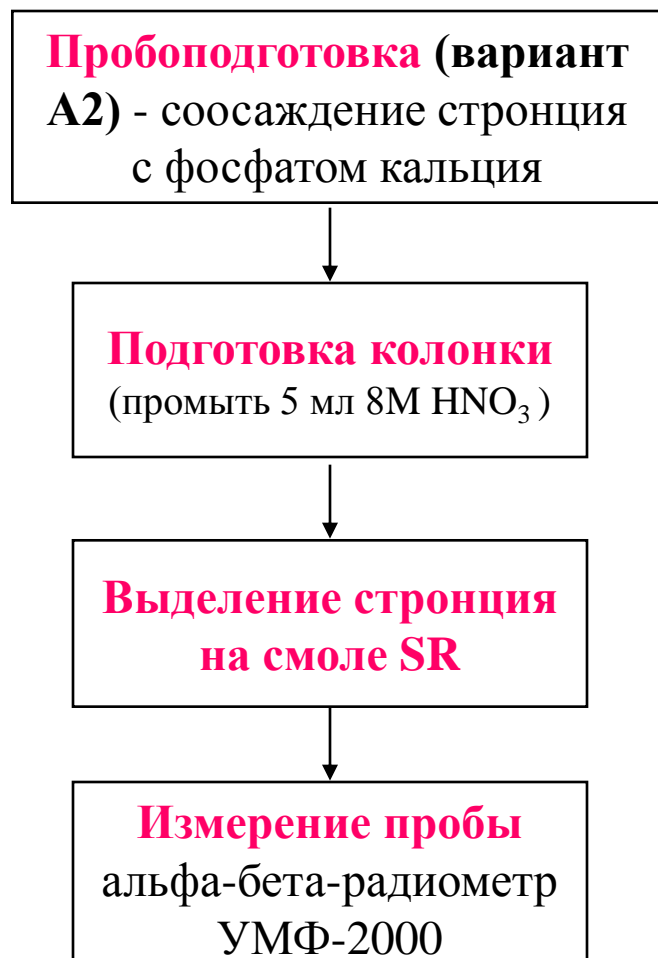 Пробоподготовка (вариант
А2) - соосаждение стронция
с фосфатом кальция
Подготовка колонки
(промыть 5 мл 8М HNO₃ )
Выделение стронция
на смоле SR
Измерение пробы
альфа-бета-радиометр
УМФ-2000